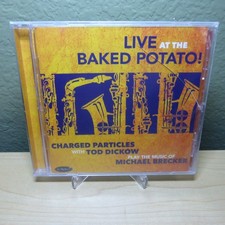 LIVE AT THE
BAKED POTATO!
CHARGED PARTICLES
WITH TOD DICKOW
PLAY THE MUSIC OF
MICHAEL BRECKER